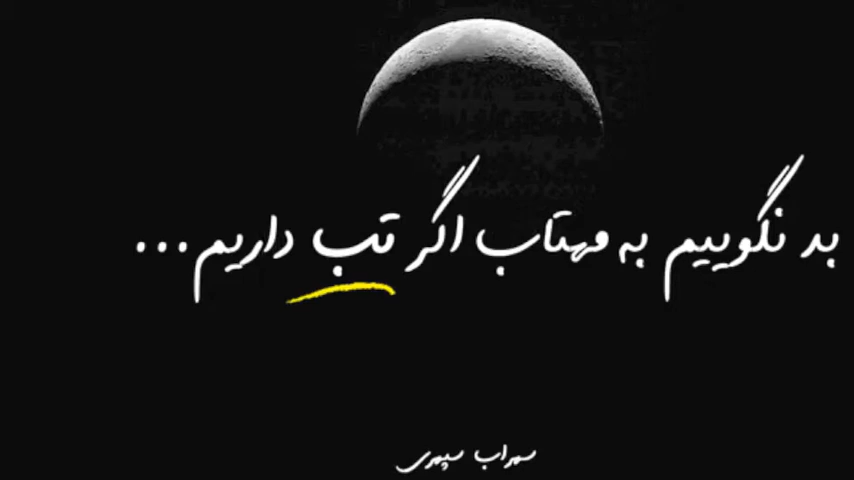 بد نگوییم به مهتاب اگر تب داریم...
سهراب سپهری